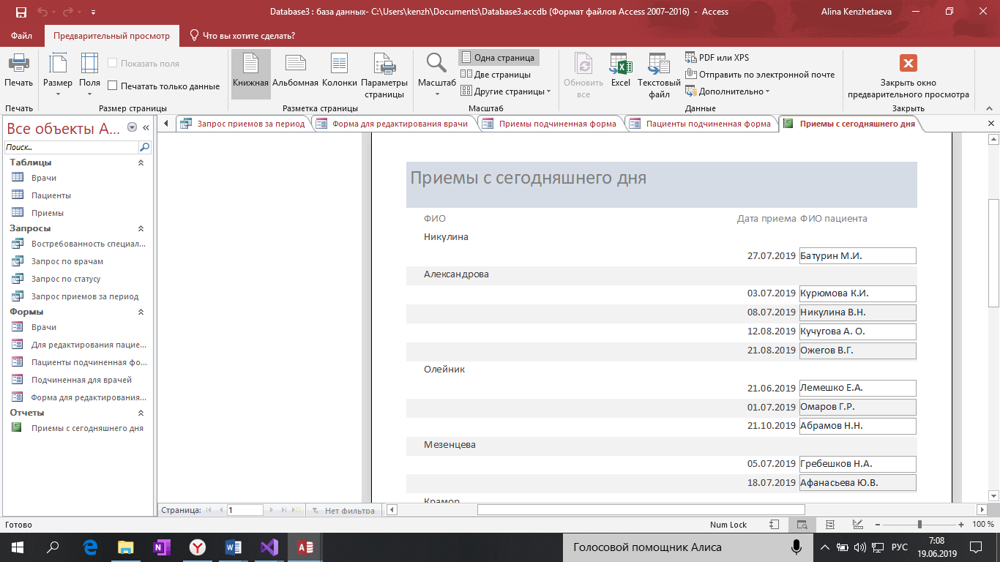 Database3 : база данных- C:\Users\kenzh\Documents\Database3.accdb (Формат файлов Access 2007–2016) - Access
Alina Kenzhetaeva
Файл
Предварительный просмотр
Что вы хотите сделать?
Печать
Размер
Поля
Показать поля
Печатать только данные
Книжная
Альбомная
Колонки
Параметры страницы
Масштаб
Одна страница
Две страницы
Другие страницы
Обновить все
Excel
Текстовый файл
PDF или XPS
Отправить по электронной почте
Дополнительно
Закрыть окно предварительного просмотра
Печать
Размер страницы
Разметка страницы
Масштаб
Данные
Закрыть
Запрос приемов за период
Форма для редактирования врачи
Приемы подчиненная форма
Пациенты подчиненная форма
Приемы с сегодняшнего дня
Все объекты A...
Поиск...
Таблицы
Врачи
Пациенты
Приемы
Запросы
Востребованность специал...
Запрос по врачам
Запрос по статусу
Запрос приемов за период
Формы
Врачи
Для редактирования пацие...
Пациенты подчиненная фо...
Подчиненная для врачей
Форма для редактирования...
Отчеты
Приемы с сегодняшнего дня
Приемы с сегодняшнего дня
ФИО Дата приема ФИО пациента
Никулина
27.07.2019 Батурин М.И.
Александрова
03.07.2019 Курюмова К.И.
08.07.2019 Никулина В.Н.
12.08.2019 Кучугова А. О.
21.08.2019 Ожегов В.Г.
Олейник
21.06.2019 Лемешко Е.А.
01.07.2019 Омаров Г.Р.
21.10.2019 Абрамов Н.Н.
Мезенцева
05.07.2019 Гребешков Н.А.
18.07.2019 Афанасьева Ю.В.
Крамор
Страница: 1 Нет фильтра
Готово
Num Lock
100 %
Голосовой помощник Алиса
РУС
7:08
19.06.2019